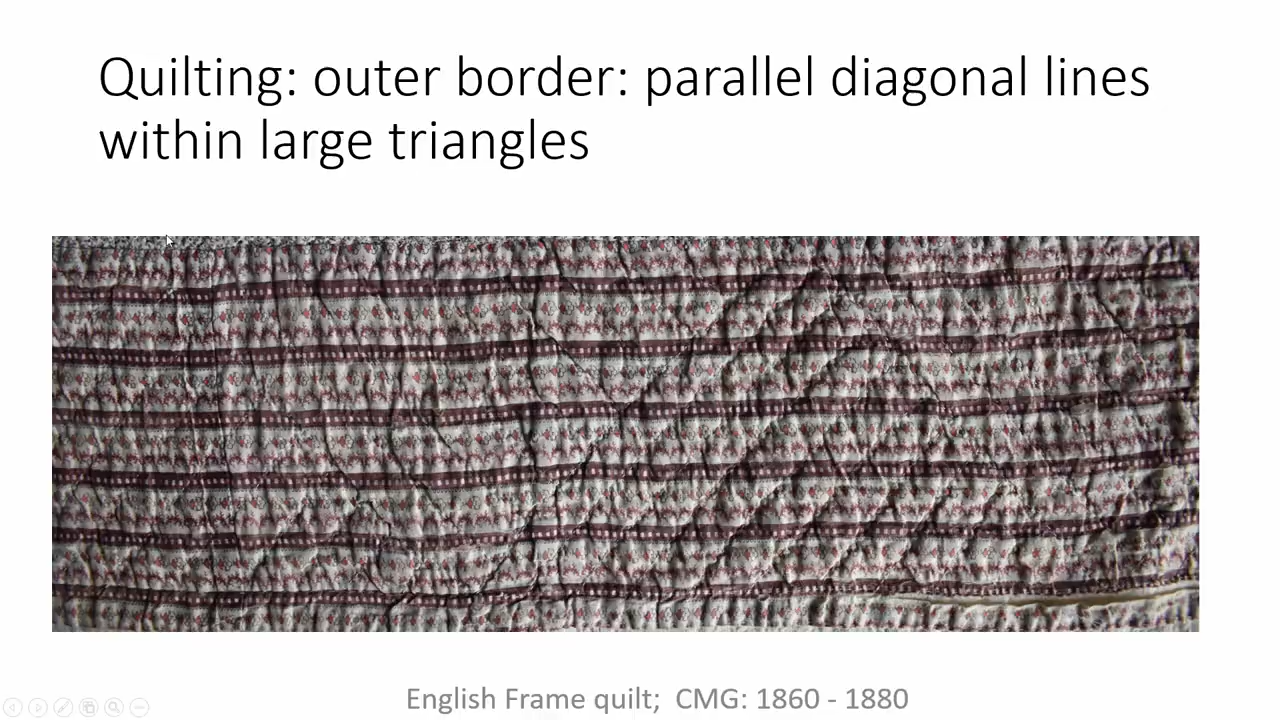 Quilting: outer border: parallel diagonal lines
within large triangles
English Frame quilt;  CMG: 1860 - 1880